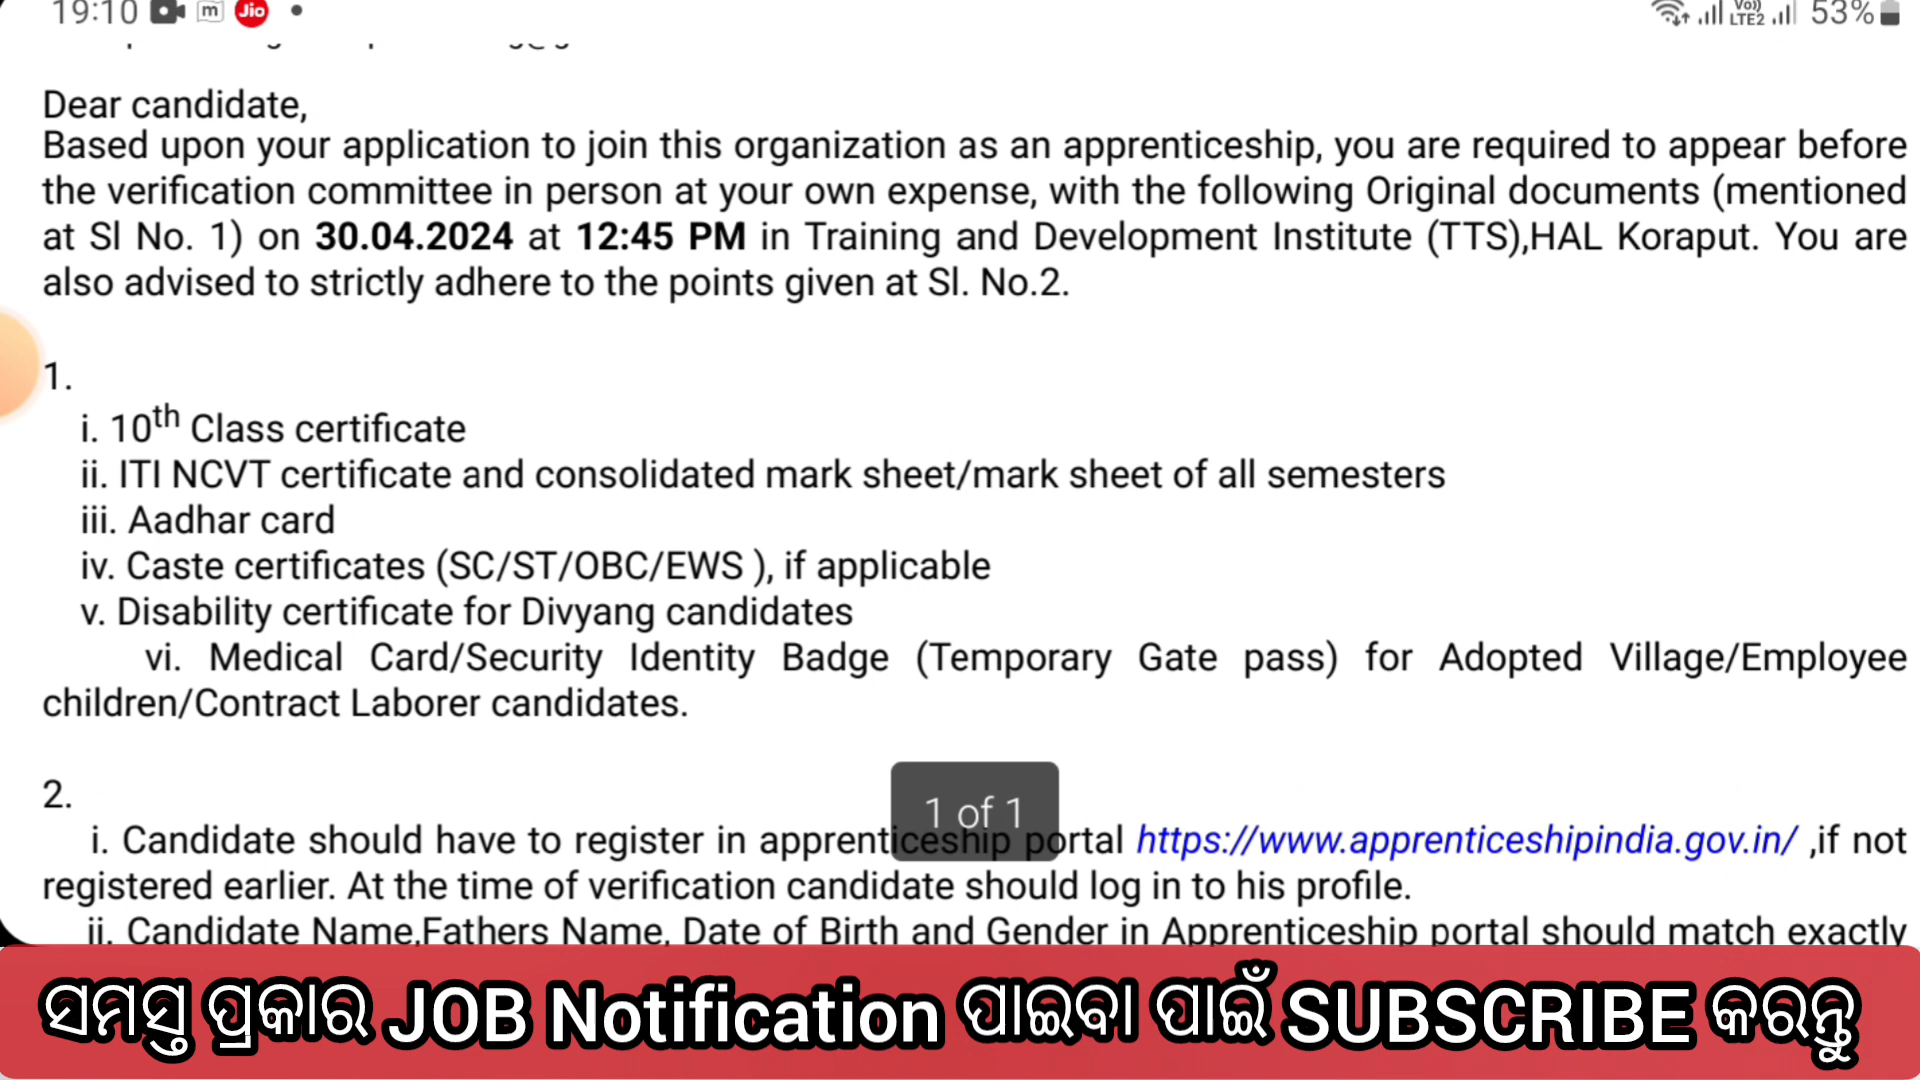 19:10 m Jio VoLTE2 53%
Dear candidate,
Based upon your application to join this organization as an apprenticeship, you are required to appear before
the verification committee in person at your own expense, with the following Original documents (mentioned
at Sl No. 1) on 30.04.2024 at 12:45 PM in Training and Development Institute (TTS),HAL Koraput. You are
also advised to strictly adhere to the points given at Sl. No.2.
1.
i. 10th Class certificate
ii. ITI NCVT certificate and consolidated mark sheet/mark sheet of all semesters
iii. Aadhar card
iv. Caste certificates (SC/ST/OBC/EWS ), if applicable
v. Disability certificate for Divyang candidates
vi. Medical Card/Security Identity Badge (Temporary Gate pass) for Adopted Village/Employee
children/Contract Laborer candidates.
2.
1 of 1
i. Candidate should have to register in apprenticeship portal https://www.apprenticeshipindia.gov.in/ ,if not
registered earlier. At the time of verification candidate should log in to his profile.
ii. Candidate Name,Fathers Name, Date of Birth and Gender in Apprenticeship portal should match exactly
ସମସ୍ତ ପ୍ରକାର JOB Notification ପାଇବା ପାଇଁ SUBSCRIBE କରନ୍ତୁ